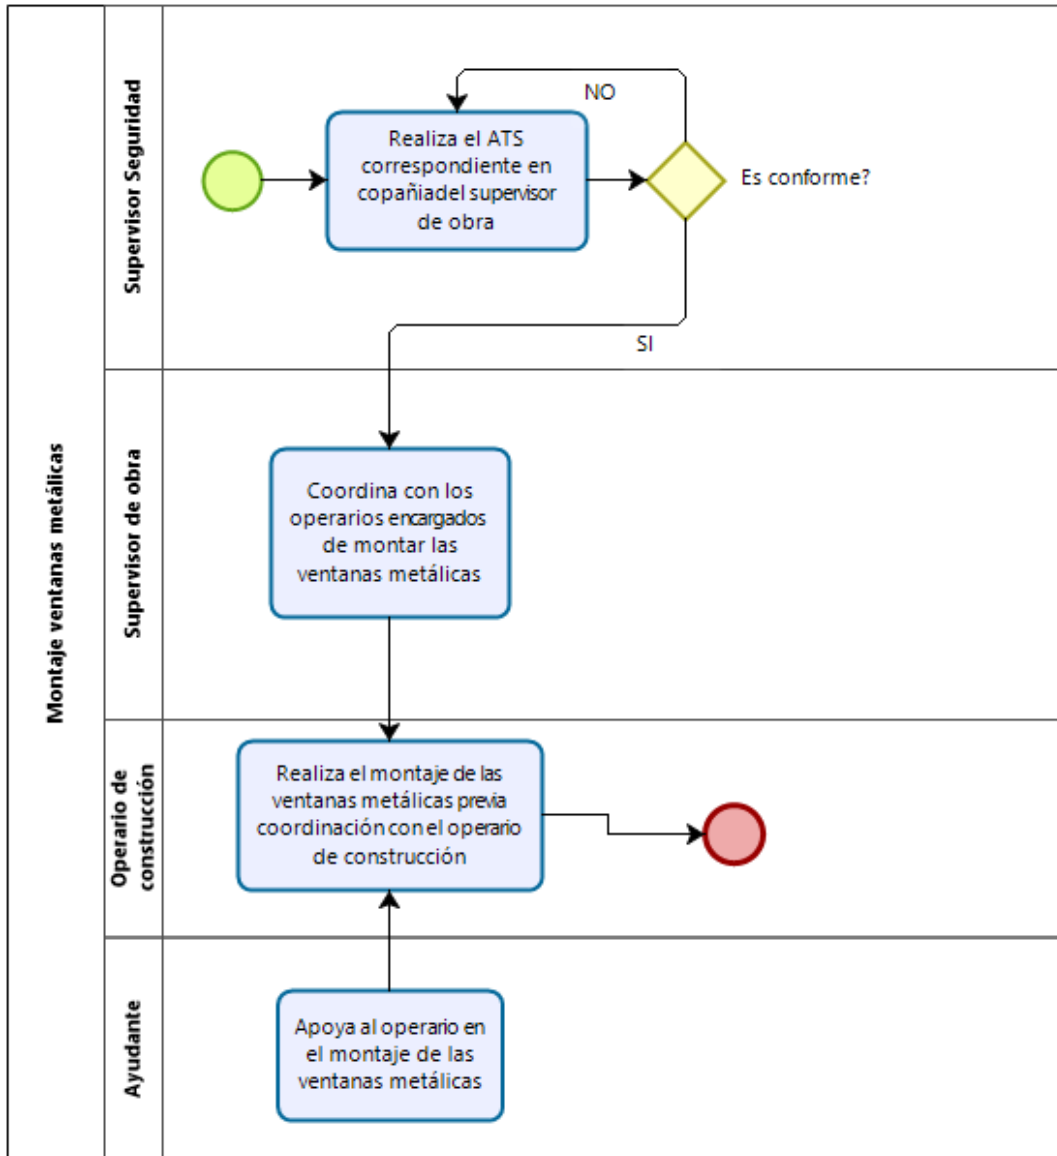 Montaje ventanas metálicas
Supervisor Seguridad
Realiza el ATS
correspondiente en
copañiadel supervisor
de obra
NO
Es conforme?
SI
Supervisor de obra
Coordina con los
operarios encargados
de montar las
ventanas metálicas
Operario de
construcción
Realiza el montaje de las
ventanas metálicas previa
coordinación con el operario
de construcción
Ayudante
Apoya al operario en
el montaje de las
ventanas metálicas